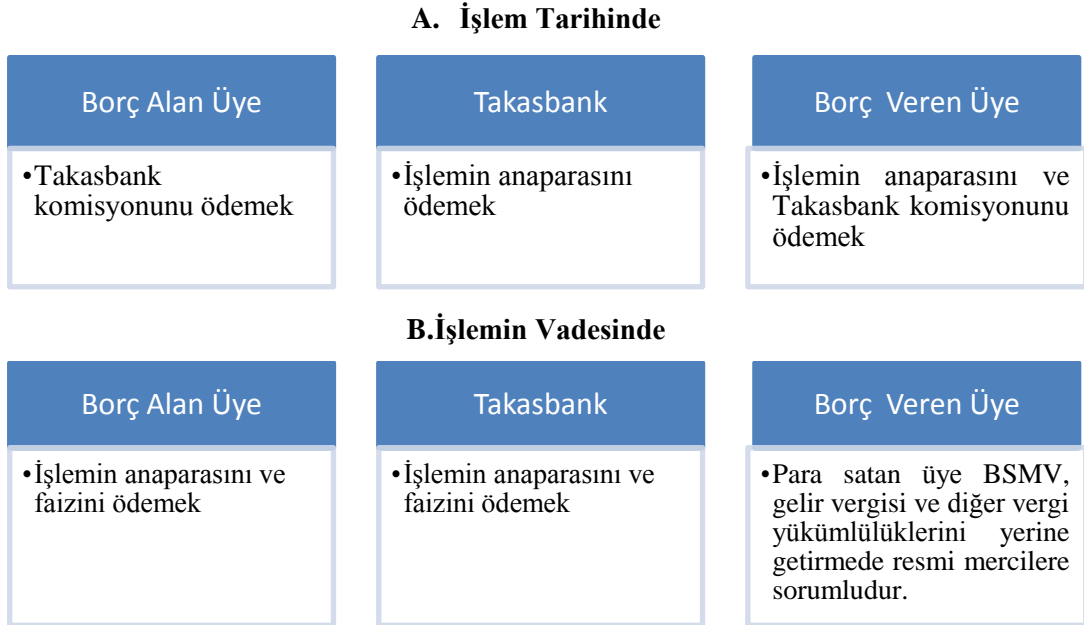 A. İşlem Tarihinde
Borç Alan Üye
•Takasbank
komisyonunu ödemek
Takasbank
•İşlemin anaparasını
ödemek
Borç Veren Üye
•İşlemin anaparasını ve
Takasbank komisyonunu
ödemek
B.İşlemin Vadesinde
Borç Alan Üye
•İşlemin anaparasını ve
faizini ödemek
Takasbank
•İşlemin anaparasını ve
faizini ödemek
Borç Veren Üye
•Para satan üye BSMV,
gelir vergisi ve diğer vergi
yükümlülüklerini yerine
getirmede resmi mercilere
sorumludur.